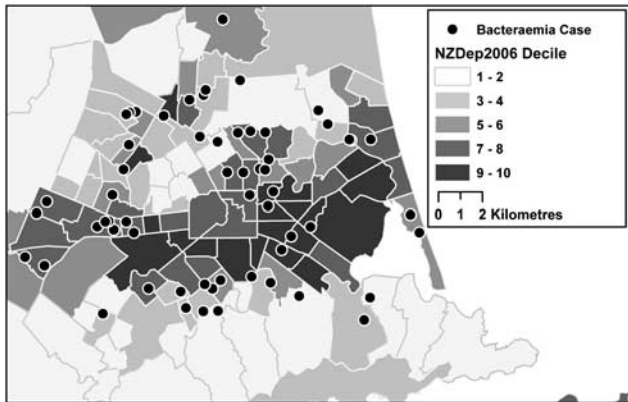 Bacteraemia Case
NZDep2006 Decile
1 - 2
3 - 4
5 - 6
7 - 8
9 - 10
0 1 2 Kilometres